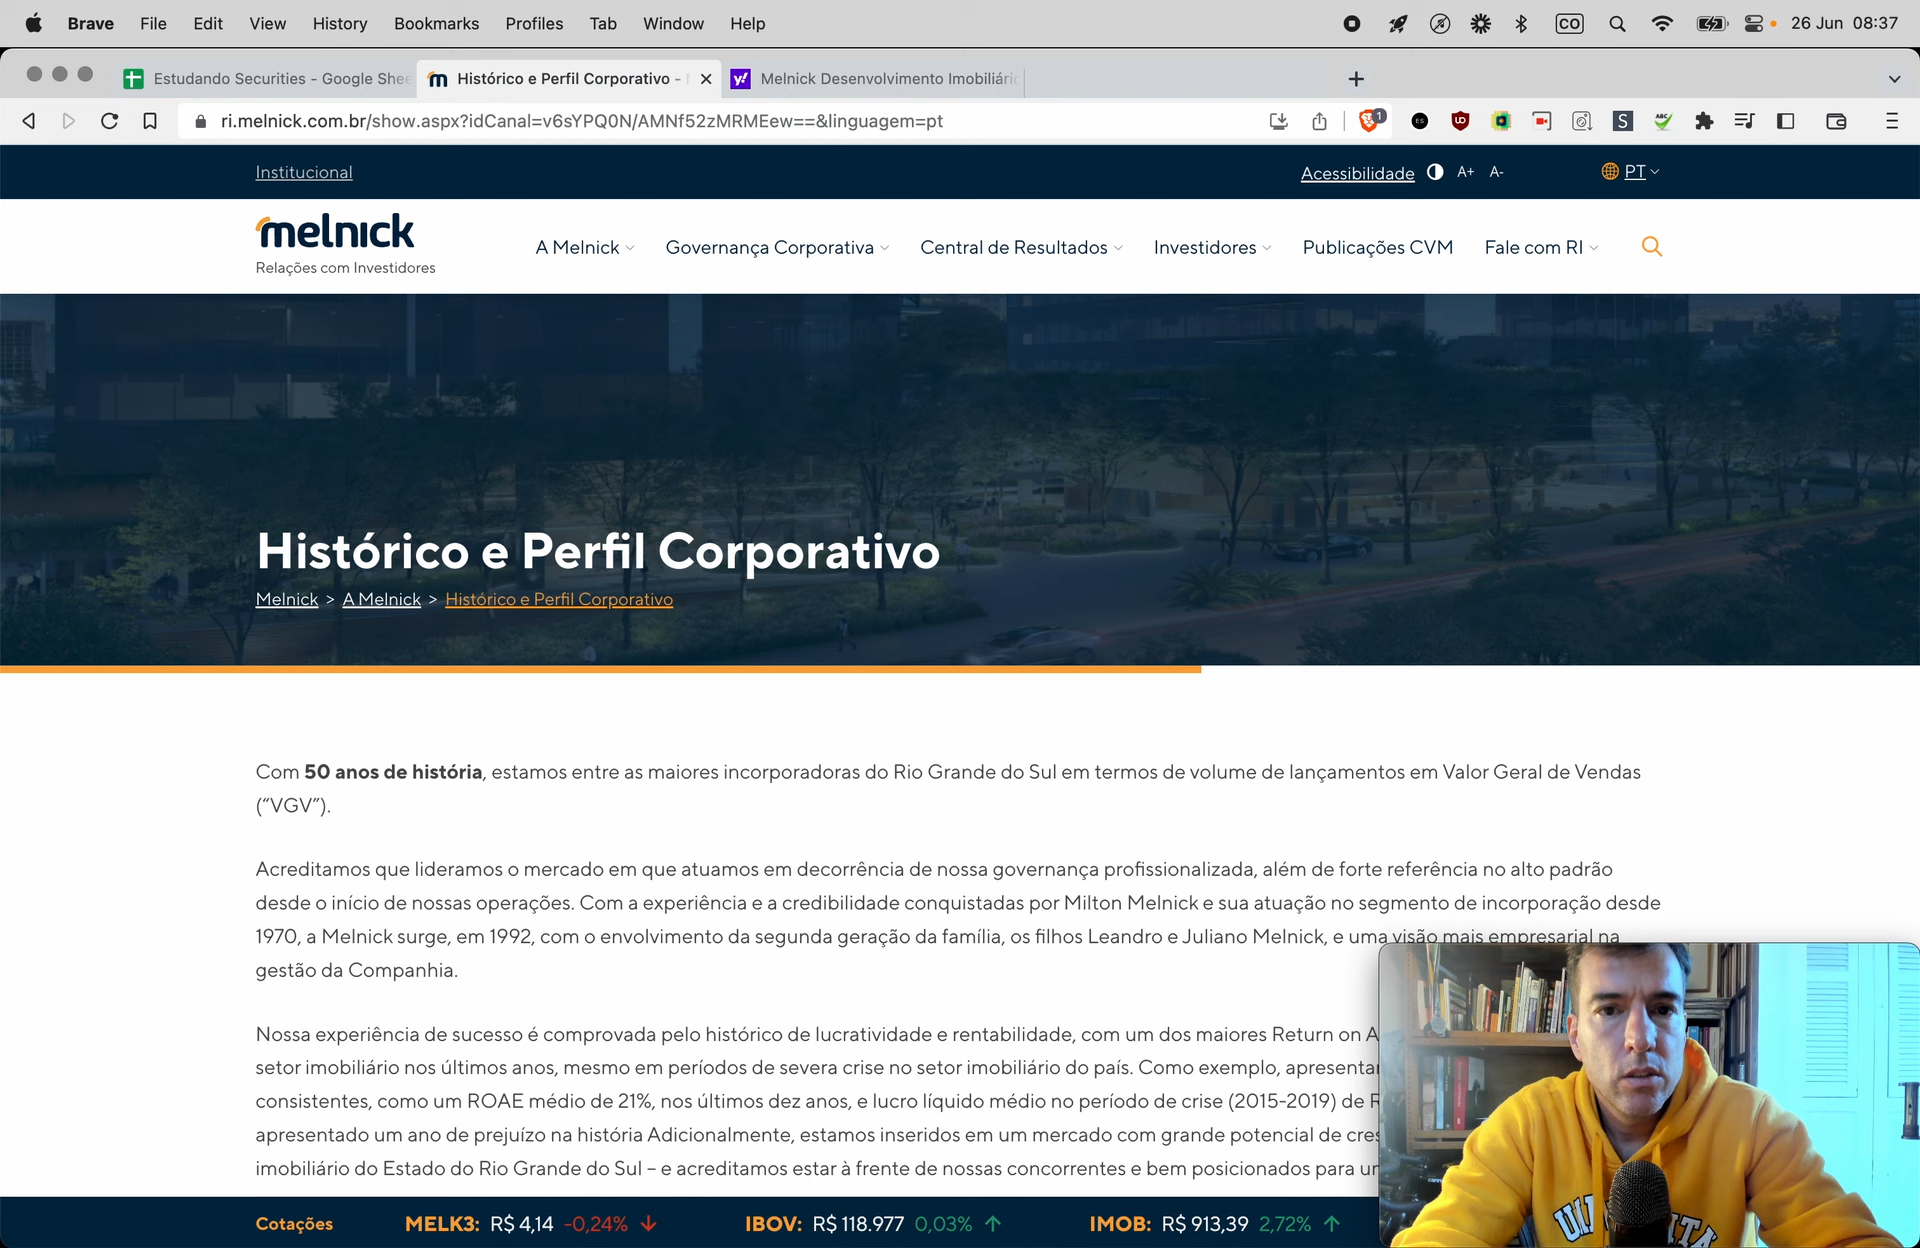 Brave File Edit View History Bookmarks Profiles Tab Window Help CO 26 Jun 08:37
Estudando Securities - Google Shee Histórico e Perfil Corporativo - Melnick Desenvolvimento Imobiliári
ri.melnick.com.br/show.aspx?idCanal=v6sYPQ0N/AMNf52zMRMEew==&linguagem=pt
Institucional Acessibilidade A+ A- PT
melnick
Relações com Investidores
A Melnick Governança Corporativa Central de Resultados Investidores Publicações CVM Fale com RI
Histórico e Perfil Corporativo
Melnick > A Melnick > Histórico e Perfil Corporativo
Com 50 anos de história, estamos entre as maiores incorporadoras do Rio Grande do Sul em termos de volume de lançamentos em Valor Geral de Vendas
(“VGV”).
Acreditamos que lideramos o mercado em que atuamos em decorrência de nossa governança profissionalizada, além de forte referência no alto padrão
desde o início de nossas operações. Com a experiência e a credibilidade conquistadas por Milton Melnick e sua atuação no segmento de incorporação desde
1970, a Melnick surge, em 1992, com o envolvimento da segunda geração da família, os filhos Leandro e Juliano Melnick, e uma visão mais empresarial na
gestão da Companhia.
Nossa experiência de sucesso é comprovada pelo histórico de lucratividade e rentabilidade, com um dos maiores Return on A
setor imobiliário nos últimos anos, mesmo em períodos de severa crise no setor imobiliário do país. Como exemplo, apresentar
consistentes, como um ROAE médio de 21%, nos últimos dez anos, e lucro líquido médio no período de crise (2015-2019) de R
apresentado um ano de prejuízo na história Adicionalmente, estamos inseridos em um mercado com grande potencial de cres
imobiliário do Estado do Rio Grande do Sul – e acreditamos estar à frente de nossas concorrentes e bem posicionados para um
Cotações MELK3: R$ 4,14 -0,24% IBOV: R$ 118.977 0,03% IMOB: R$ 913,39 2,72%